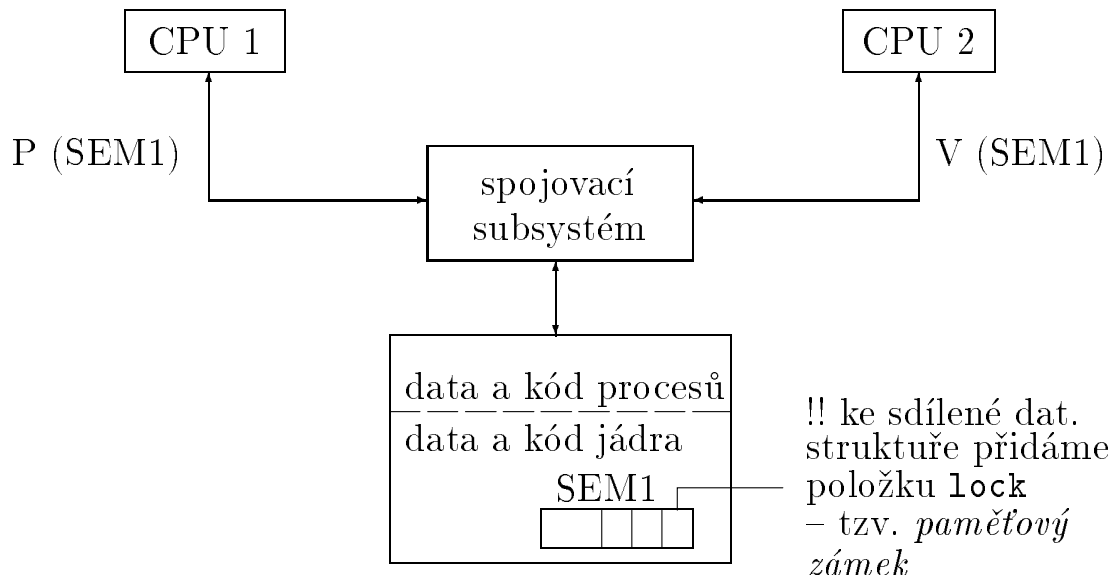 CPU 1
CPU 2
P (SEM1)
V (SEM1)
spojovací
subsystém
data a kód procesů
data a kód jádra
SEM1
!! ke sdílené dat.
struktuře přidáme
položku lock
– tzv. paměťový
zámek